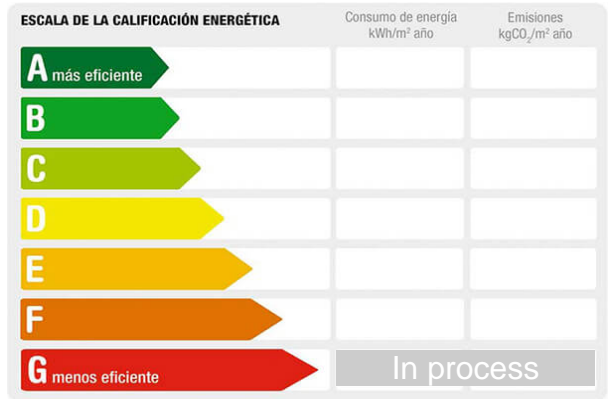 ESCALA DE LA CALIFICACIÓN ENERGÉTICA
Consumo de energía
kWh/m² año
Emisiones
kgCO₂/m² año
A más eficiente
B
C
D
E
F
G menos eficiente
In process